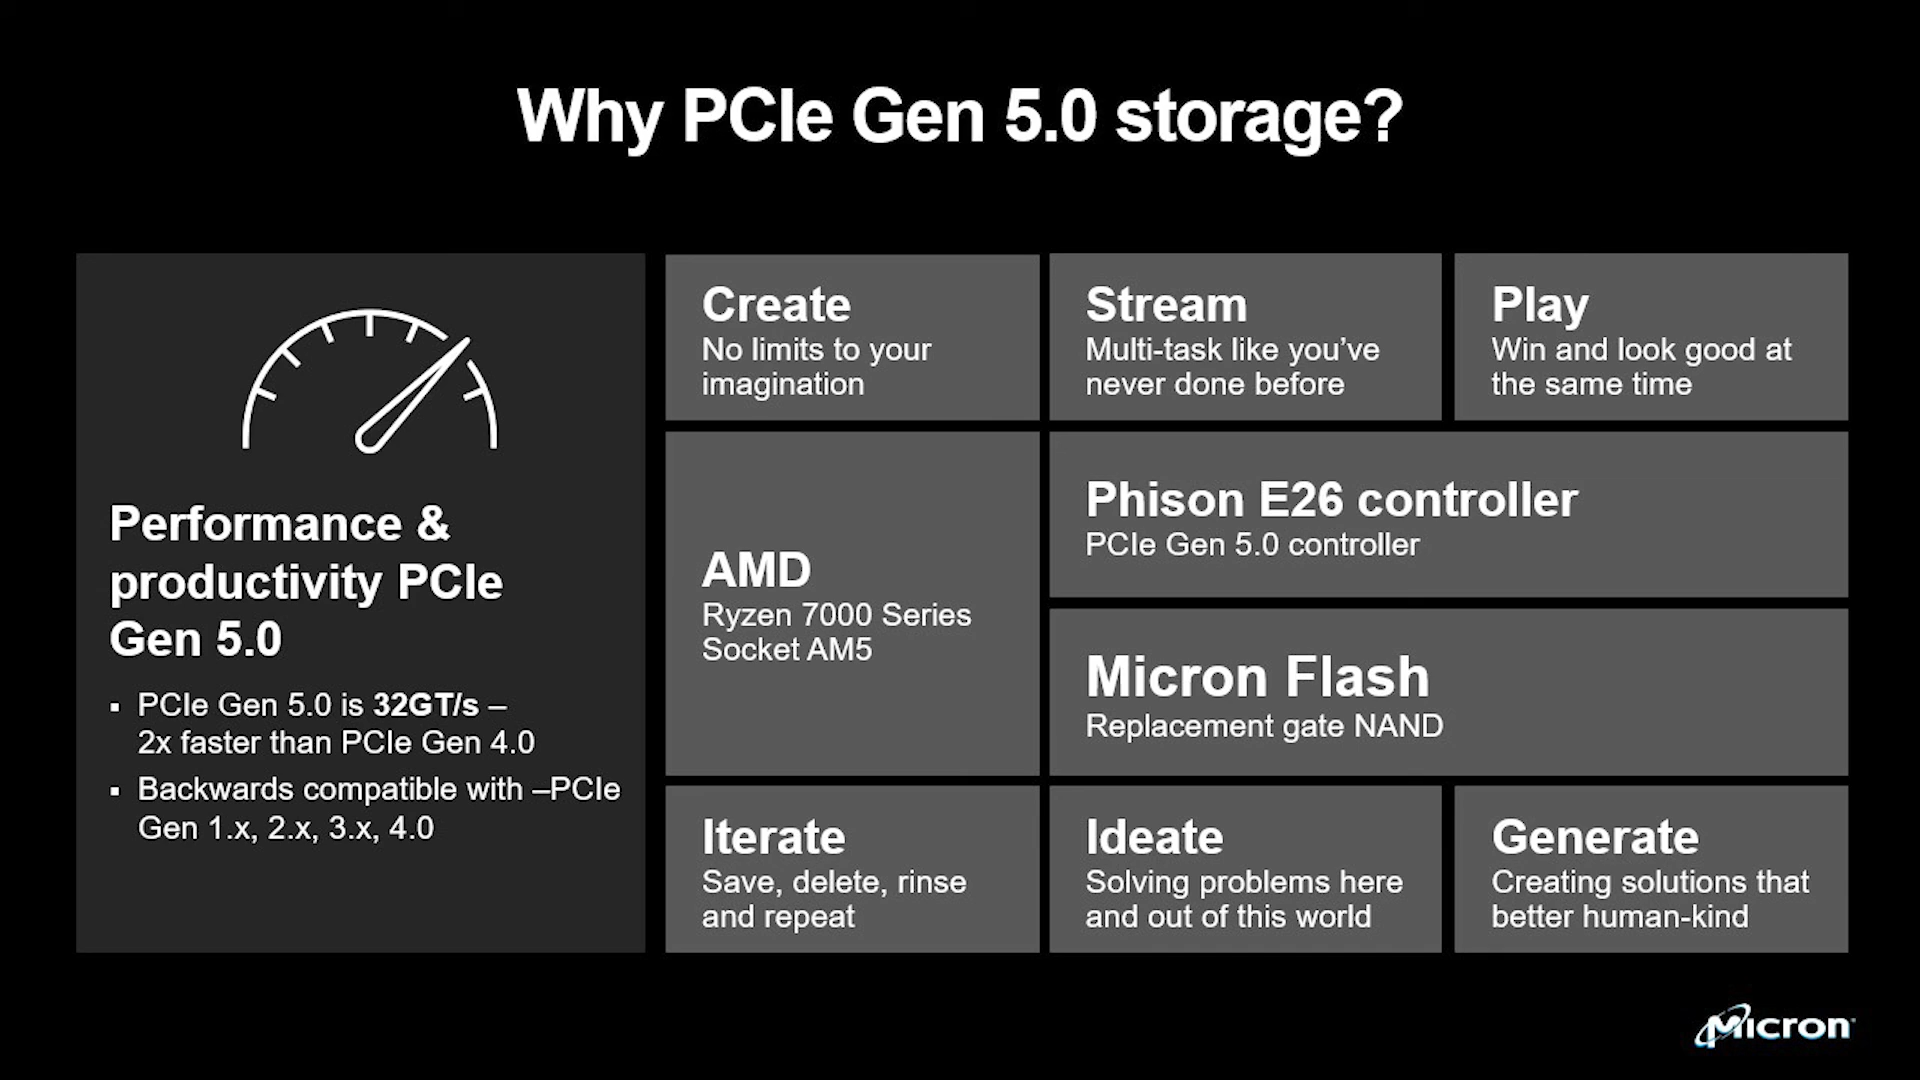 Why PCIe Gen 5.0 storage?
Performance &
productivity PCIe
Gen 5.0
▪ PCIe Gen 5.0 is 32GT/s –
2x faster than PCIe Gen 4.0
▪ Backwards compatible with –PCIe
Gen 1.x, 2.x, 3.x, 4.0
Create
No limits to your
imagination
Stream
Multi-task like you’ve
never done before
Play
Win and look good at
the same time
AMD
Ryzen 7000 Series
Socket AM5
Phison E26 controller
PCIe Gen 5.0 controller
Micron Flash
Replacement gate NAND
Iterate
Save, delete, rinse
and repeat
Ideate
Solving problems here
and out of this world
Generate
Creating solutions that
better human-kind
Micron